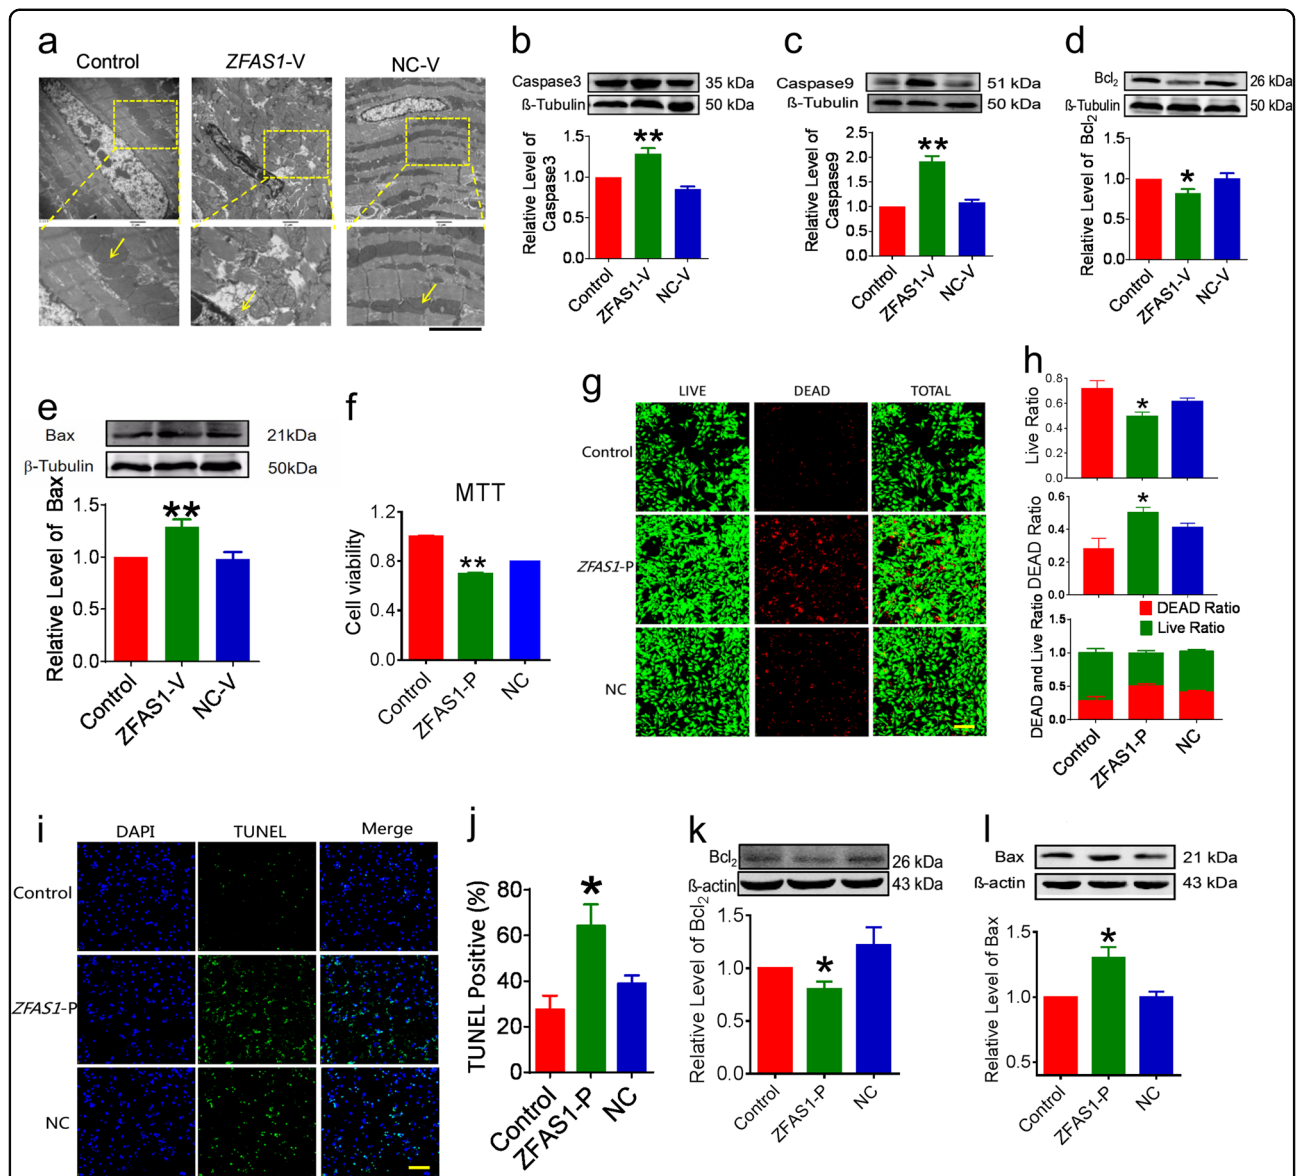 a
Control
ZFAS1-V
NC-V
b
Caspase3
35 kDa
ß-Tubulin
50 kDa
Relative Level of
Caspase3
1.5
1.0
0.5
0.0
**
Control
ZFAS1-V
NC-V
c
Caspase9
51 kDa
ß-Tubulin
50 kDa
Relative Level of
Caspase9
2.5
2.0
1.5
1.0
0.5
0.0
**
Control
ZFAS1-V
NC-V
d
Bcl2
26 kDa
ß-Tubulin
50 kDa
Relative Level of Bcl2
1.5
1.0
0.5
0.0
*
Control
ZFAS1-V
NC-V
e
Bax
21kDa
β-Tubulin
50kDa
Relative Level of Bax
1.5
1.0
0.5
0.0
**
Control
ZFAS1-V
NC-V
f
MTT
Cell viability
1.2
0.8
0.4
0.0
**
Control
ZFAS1-P
NC
g
LIVE
DEAD
TOTAL
Control
ZFAS1-P
NC
h
Live Ratio
0.8
0.6
0.4
0.2
0.0
*
DEAD Ratio
0.6
0.4
0.2
0.0
*
DEAD Ratio
Live Ratio
DEAD and Live Ratio
1.5
1.0
0.5
0.0
Control
ZFAS1-P
NC
i
DAPI
TUNEL
Merge
Control
ZFAS1-P
NC
j
TUNEL Positive (%)
80
60
40
20
0
*
Control
ZFAS1-P
NC
k
Bcl2
26 kDa
ß-actin
43 kDa
Relative Level of Bcl2
1.5
1.0
0.5
0.0
*
Control
ZFAS1-P
NC
l
Bax
21 kDa
ß-actin
43 kDa
Relative Level of Bax
1.5
1.0
0.5
*
Control
ZFAS1-P
NC